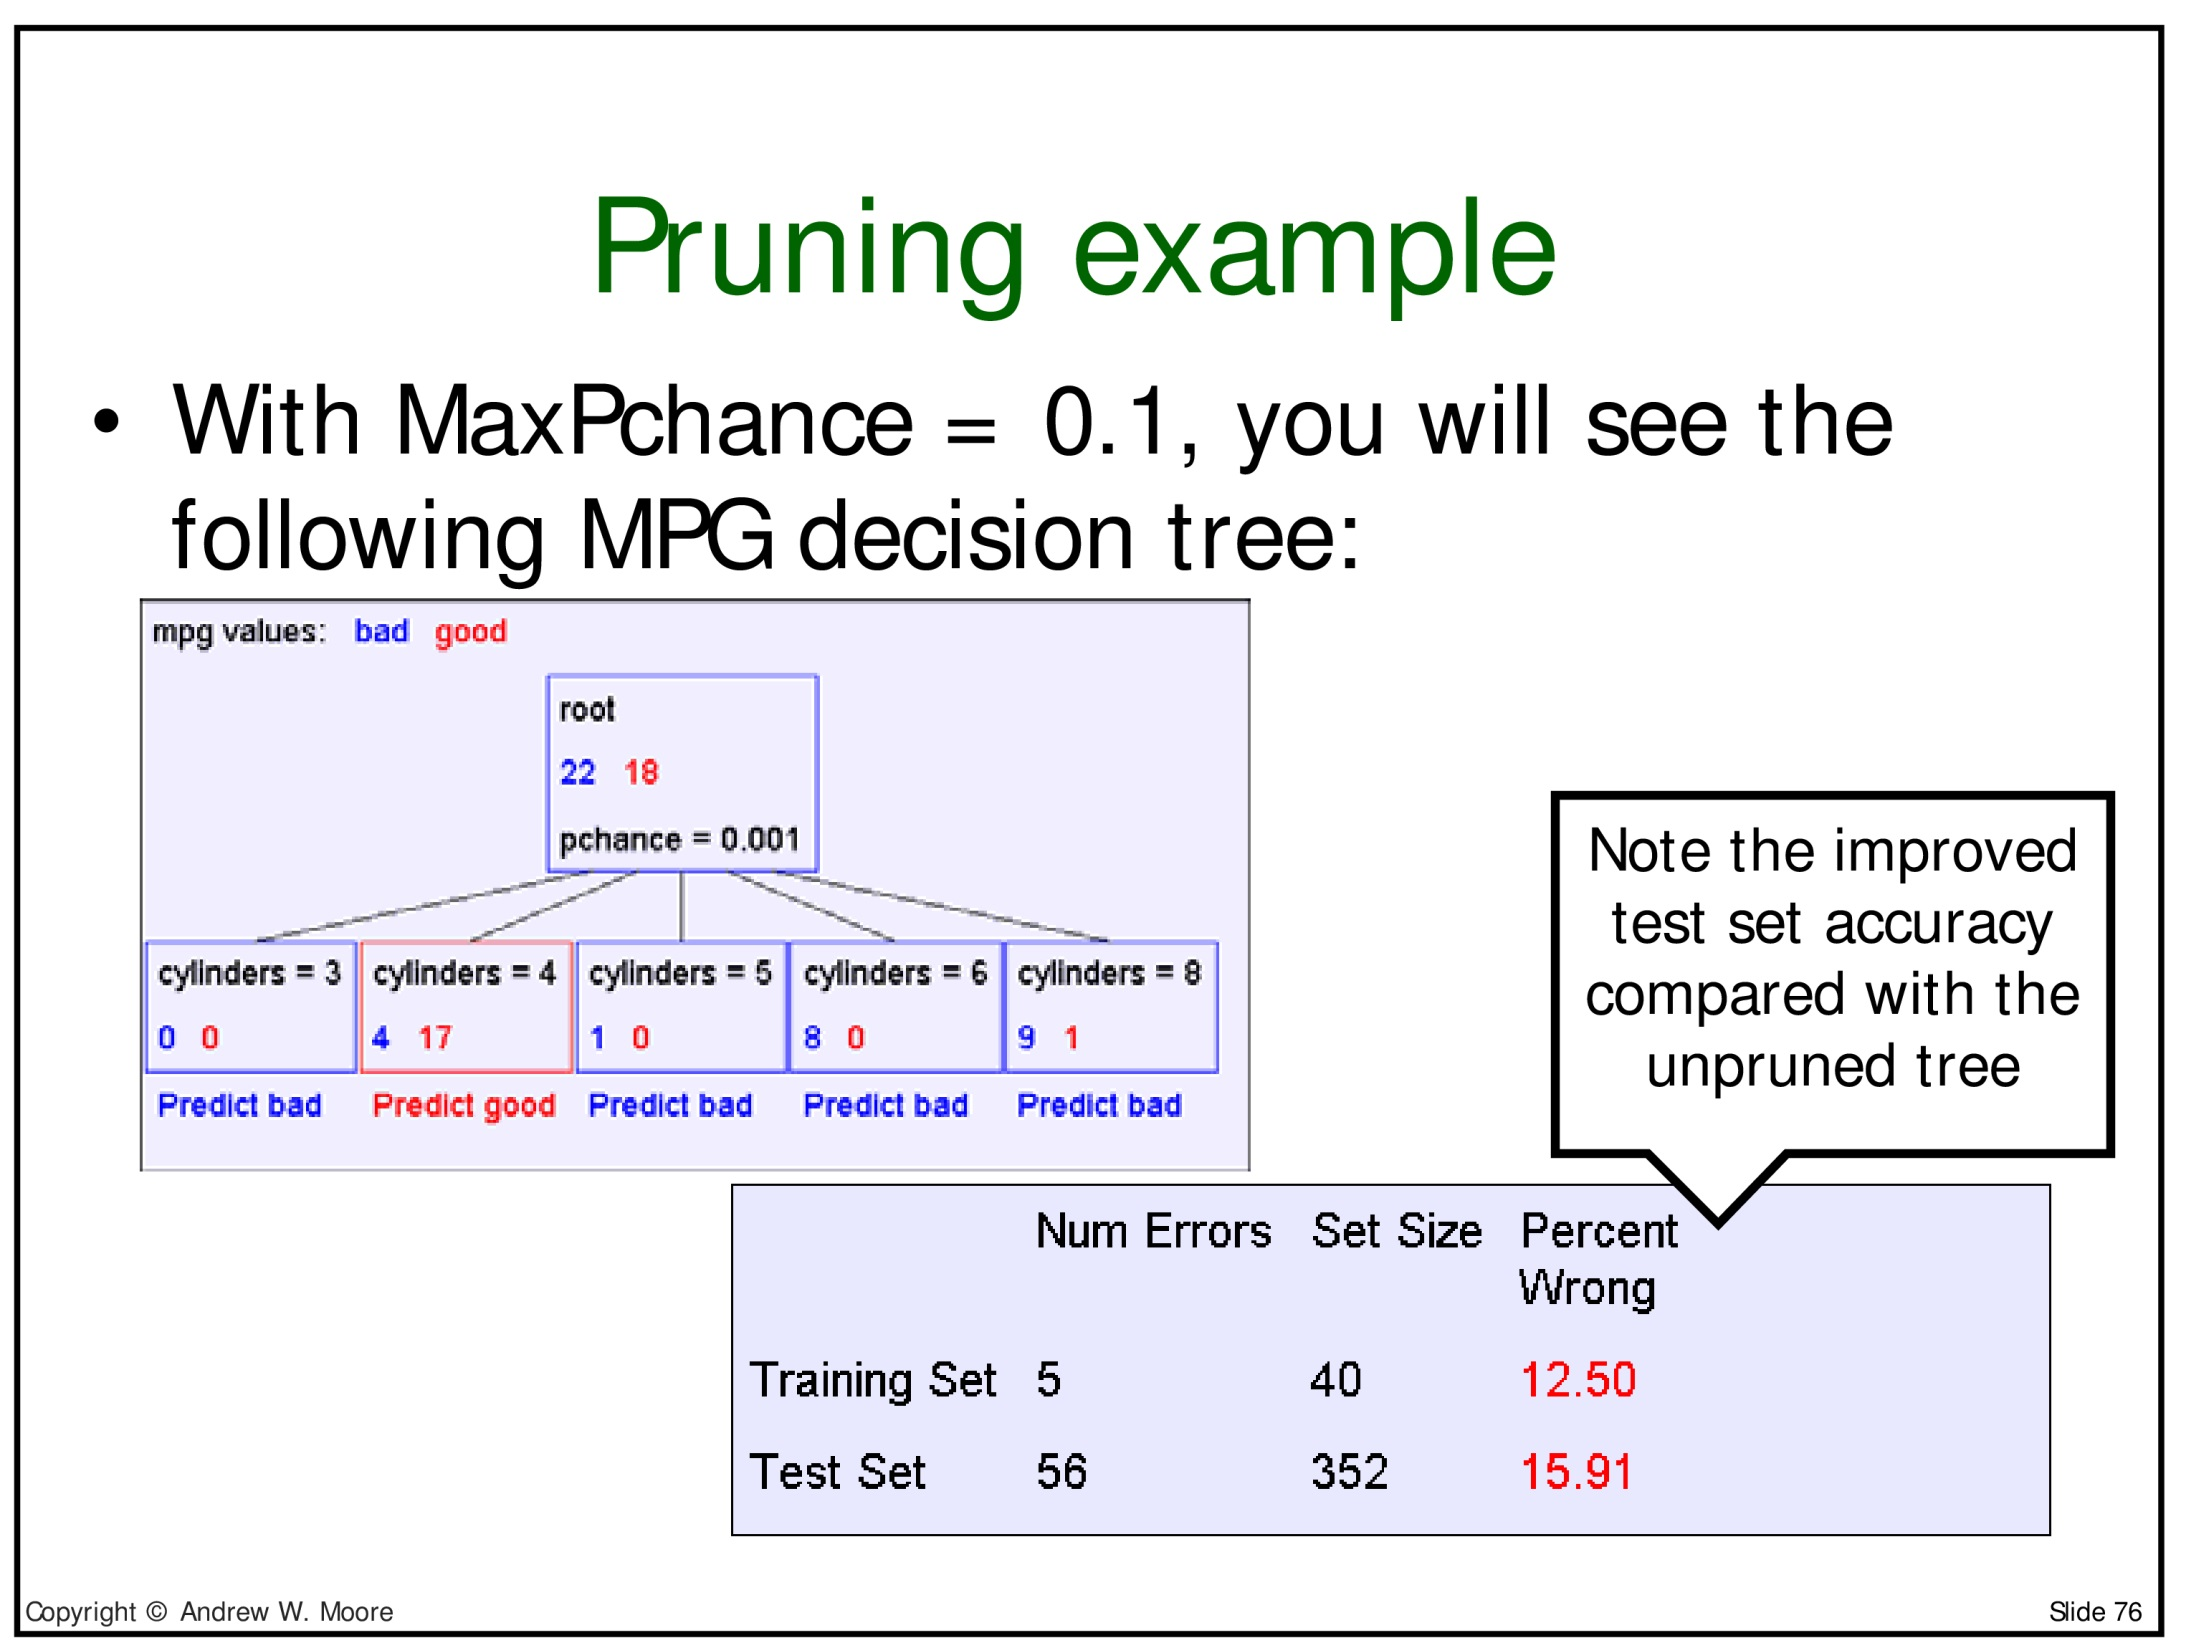 Pruning example
• With MaxPchance = 0.1, you will see the
following MPG decision tree:
mpg values: bad good
root
22 18
pchance = 0.001
cylinders = 3 cylinders = 4 cylinders = 5 cylinders = 6 cylinders = 8
0 0 4 17 1 0 8 0 9 1
Predict bad Predict good Predict bad Predict bad Predict bad
Note the improved
test set accuracy
compared with the
unpruned tree
Num Errors Set Size Percent
Wrong
Training Set 5 40 12.50
Test Set 56 352 15.91
Copyright © Andrew W. Moore
Slide 76